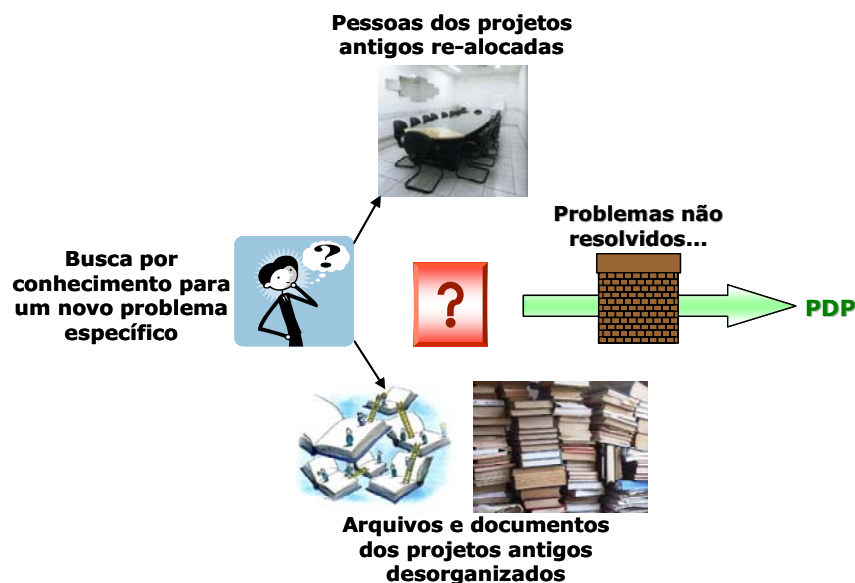 Pessoas dos projetos
antigos re-alocadas
Problemas não
resolvidos...
Busca por
conhecimento para
um novo problema
específico
?
?
PDP
Arquivos e documentos
dos projetos antigos
desorganizados